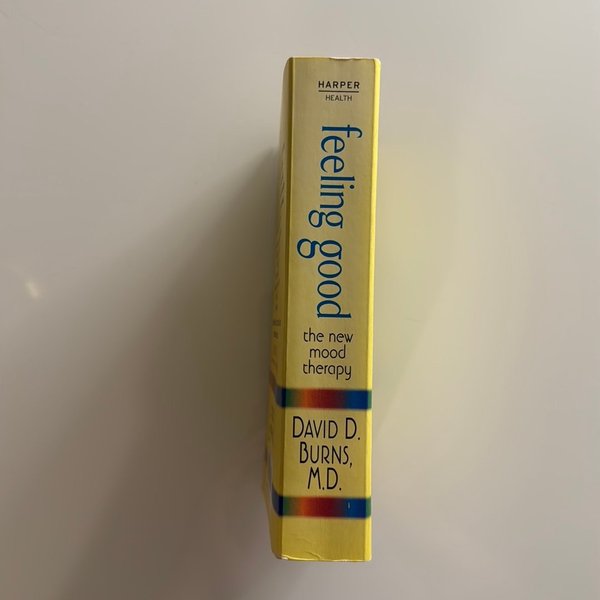 HARPER
HEALTH
feeling good
the new
mood
therapy
DAVID D.
BURNS,
M.D.